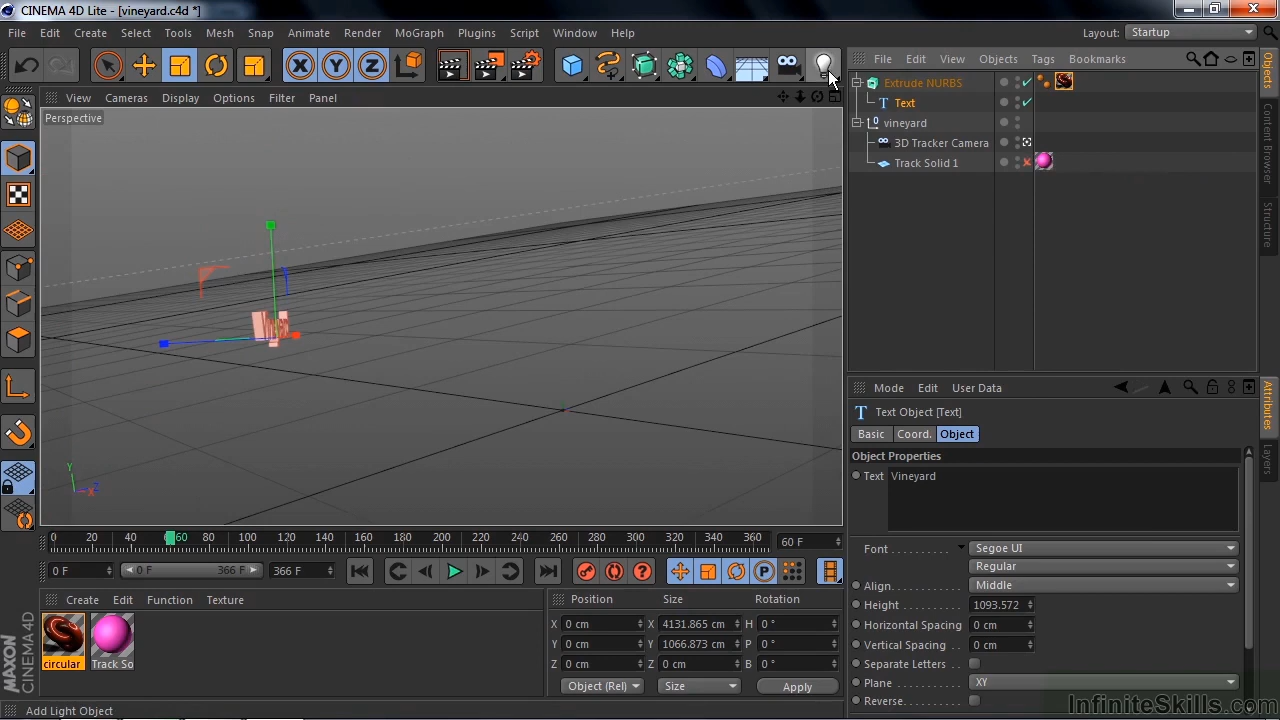 CINEMA 4D Lite - [vineyard.c4d *]
File Edit Create Select Tools Mesh Snap Animate Render MoGraph Plugins Script Window Help
Layout: Startup
File Edit View Objects Tags Bookmarks
View Cameras Display Options Filter Panel
Perspective
Extrude NURBS
Text
vineyard
3D Tracker Camera
Track Solid 1
Objects
Content Browser
Structure
Mode Edit User Data
Text Object [Text]
Basic Coord. Object
Object Properties
Text Vineyard
Font Segoe UI
Regular
Align Middle
Height 1093.572
Horizontal Spacing 0 cm
Vertical Spacing 0 cm
Separate Letters
Plane XY
Reverse
Attributes
Layers
Y
X
0 20 40 60 80 100 120 140 160 180 200 220 240 260 280 300 320 340 360
60 F
0 F 0 F 366 F 366 F
Create Edit Function Texture
circular Track So
Position Size Rotation
X 0 cm X 4131.865 cm H 0 °
Y 0 cm Y 1066.873 cm P 0 °
Z 0 cm Z 0 cm B 0 °
Object (Rel) Size Apply
MAXON
CINEMA4D
Add Light Object
InfiniteSkills.com